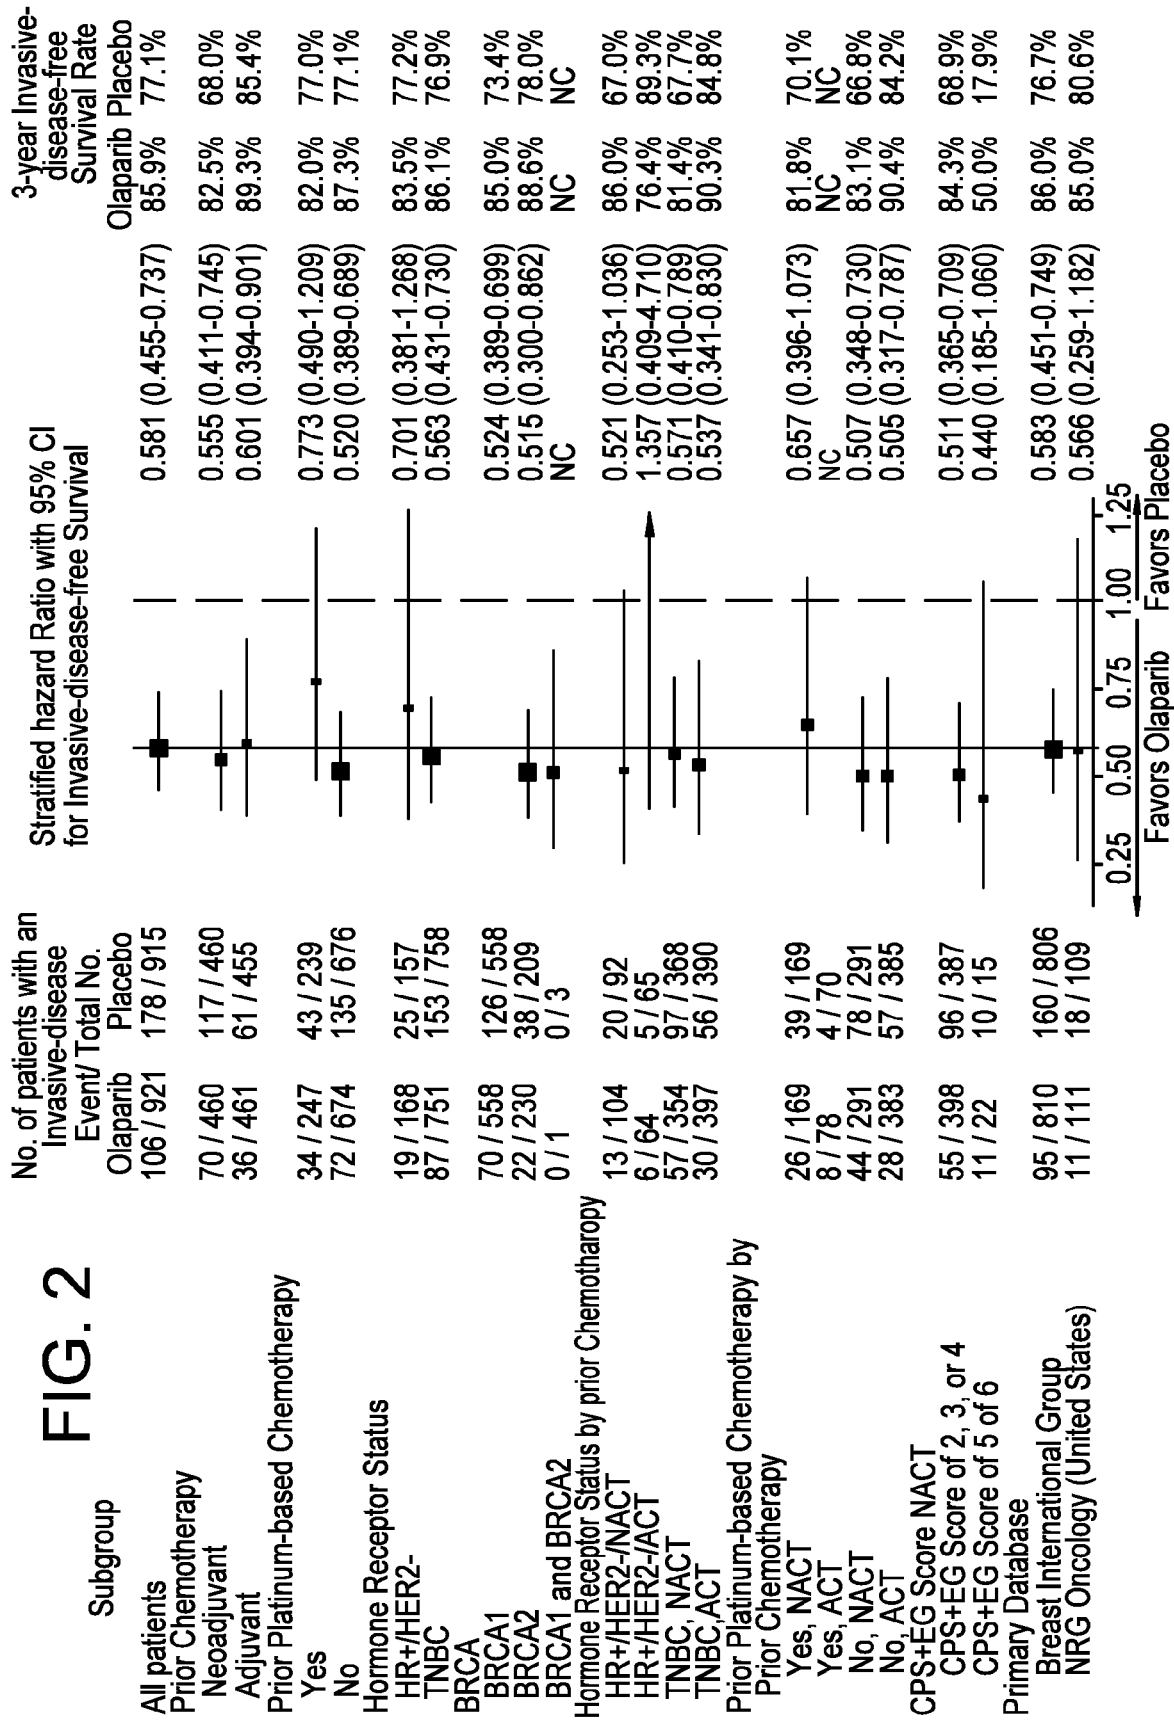 FIG. 2
Subgroup
No. of patients with an
Invasive-disease
Event/ Total No.
Olaparib Placebo
Stratified hazard Ratio with 95% CI
for Invasive-disease-free Survival
3-year Invasive-
disease-free
Survival Rate
Olaparib Placebo
All patients 106 / 921 178 / 915 0.581 (0.455-0.737) 85.9% 77.1%
Prior Chemotherapy
Neoadjuvant 70 / 460 117 / 460 0.555 (0.411-0.745) 82.5% 68.0%
Adjuvant 36 / 461 61 / 455 0.601 (0.394-0.901) 89.3% 85.4%
Prior Platinum-based Chemotherapy
Yes 34 / 247 43 / 239 0.773 (0.490-1.209) 82.0% 77.0%
No 72 / 674 135 / 676 0.520 (0.389-0.689) 87.3% 77.1%
Hormone Receptor Status
HR+/HER2- 19 / 168 25 / 157 0.701 (0.381-1.268) 83.5% 77.2%
TNBC 87 / 751 153 / 758 0.563 (0.431-0.730) 86.1% 76.9%
BRCA
BRCA1 70 / 558 126 / 558 0.524 (0.389-0.699) 85.0% 73.4%
BRCA2 22 / 230 38 / 209 0.515 (0.300-0.862) 88.6% 78.0%
BRCA1 and BRCA2 0 / 1 0 / 3 NC NC NC
Hormone Receptor Status by prior Chemotharopy
HR+/HER2-/NACT 13 / 104 20 / 92 0.521 (0.253-1.036) 86.0% 67.0%
HR+/HER2-/ACT 6 / 64 5 / 65 1.357 (0.409-4.710) 76.4% 89.3%
TNBC, NACT 57 / 354 97 / 368 0.571 (0.410-0.789) 81.4% 67.7%
TNBC,ACT 30 / 397 56 / 390 0.537 (0.341-0.830) 90.3% 84.8%
Prior Platinum-based Chemotherapy by
Prior Chemotherapy
Yes, NACT 26 / 169 39 / 169 0.657 (0.396-1.073) 81.8% 70.1%
Yes, ACT 8 / 78 4 / 70 NC NC NC
No, NACT 44 / 291 78 / 291 0.507 (0.348-0.730) 83.1% 66.8%
No, ACT 28 / 383 57 / 385 0.505 (0.317-0.787) 90.4% 84.2%
CPS+EG Score NACT
CPS+EG Score of 2, 3, or 4 55 / 398 96 / 387 0.511 (0.365-0.709) 84.3% 68.9%
CPS+EG Score of 5 of 6 11 / 22 10 / 15 0.440 (0.185-1.060) 50.0% 17.9%
Primary Database
Breast International Group 95 / 810 160 / 806 0.583 (0.451-0.749) 86.0% 76.7%
NRG Oncology (United States) 11 / 111 18 / 109 0.566 (0.259-1.182) 85.0% 80.6%
0.25 0.50 0.75 1.00 1.25
Favors Olaparib Favors Placebo